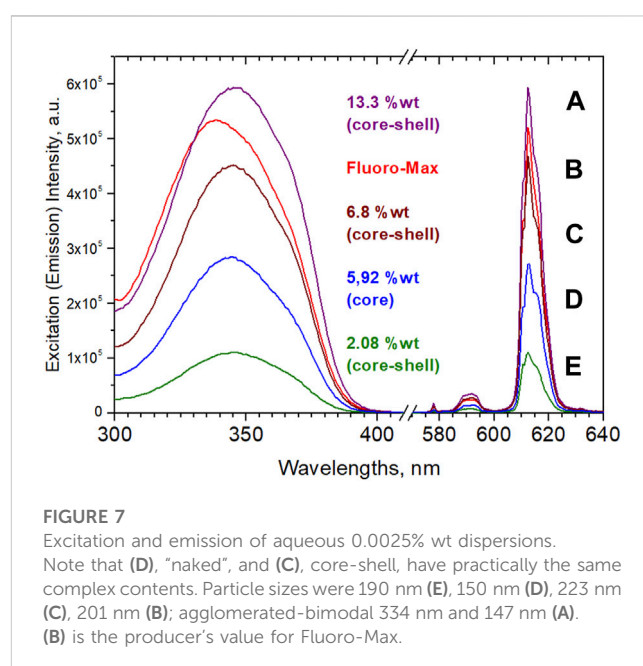 6x10⁵
5x10⁵
4x10⁵
3x10⁵
2x10⁵
1x10⁵
0
Excitation (Emission) Intensity, a.u.
13.3 %wt
(core-shell)
A
Fluoro-Max
B
6.8 %wt
(core-shell)
C
5,92 %wt
(core)
D
2.08 %wt
(core-shell)
E
300 350 400 580 600 620 640
Wavelengths, nm
FIGURE 7
Excitation and emission of aqueous 0.0025% wt dispersions.
Note that (D), "naked", and (C), core-shell, have practically the same
complex contents. Particle sizes were 190 nm (E), 150 nm (D), 223 nm
(C), 201 nm (B); agglomerated-bimodal 334 nm and 147 nm (A).
(B) is the producer's value for Fluoro-Max.